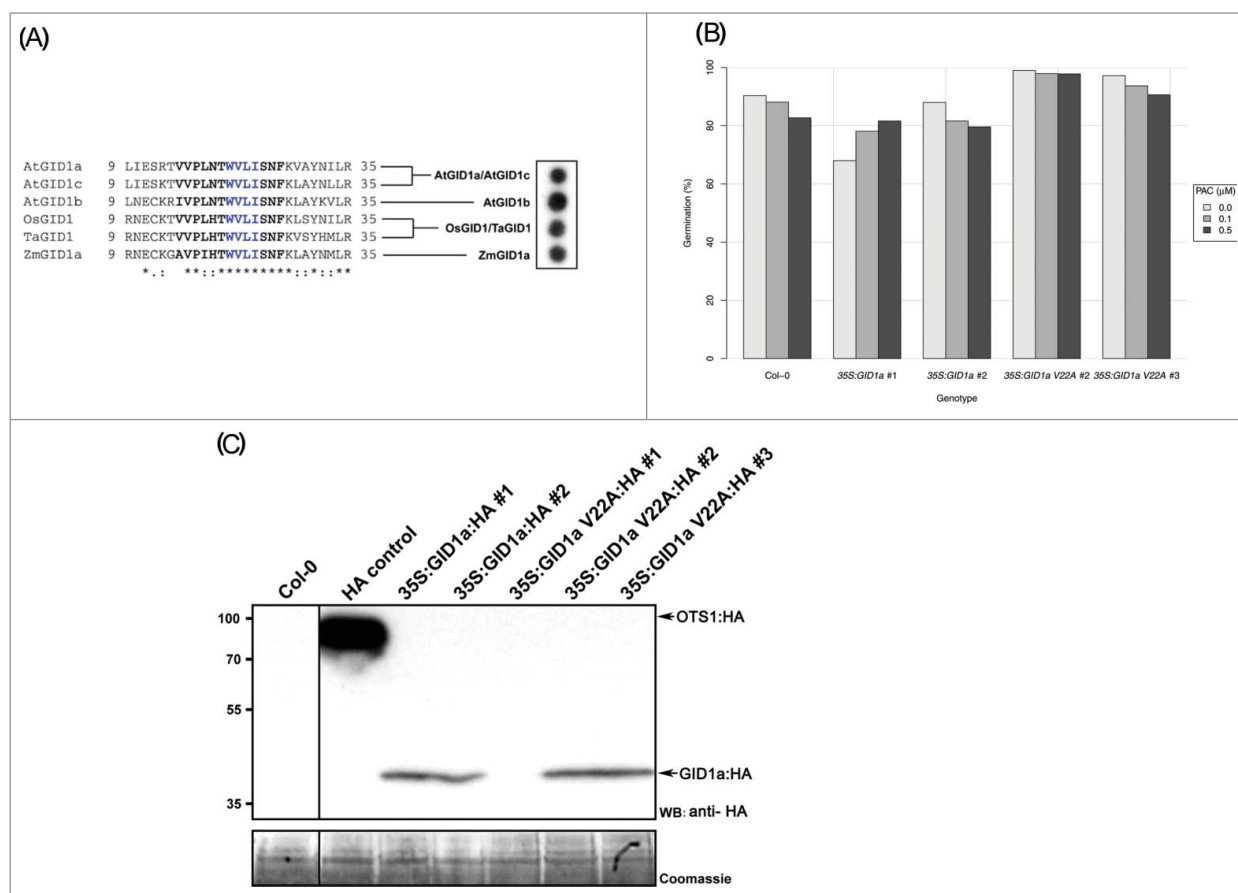 (A)
AtGID1a 9 LIESRTVVPLNTWVLISNFKVAYNILR 35
AtGID1c 9 LIESKTVVPLNTWVLISNFKLAYNLLR 35
AtGID1b 9 LNECKRIVPLNTWVLISNFKLAYKVLR 35
OsGID1 9 RNECKTVVPLHTWVLISNFKLSYNILR 35
TaGID1 9 RNECKTVVPLHTWVLISNFKVSYHMLR 35
ZmGID1a 9 RNECKGAVPIHTWVLISNFKLAYNMLR 35
*.: **::**********::*::**
AtGID1a/AtGID1c
AtGID1b
OsGID1/TaGID1
ZmGID1a
(B)
Germination (%)
100
80
60
40
20
0
Col–0
35S:GID1a #1
35S:GID1a #2
35S:GID1a V22A #2
35S:GID1a V22A #3
Genotype
PAC (μM)
0.0
0.1
0.5
(C)
Col-0
HA control
35S:GID1a:HA #1
35S:GID1a:HA #2
35S:GID1a V22A:HA #1
35S:GID1a V22A:HA #2
35S:GID1a V22A:HA #3
100
70
55
35
OTS1:HA
GID1a:HA
WB: anti- HA
Coomassie